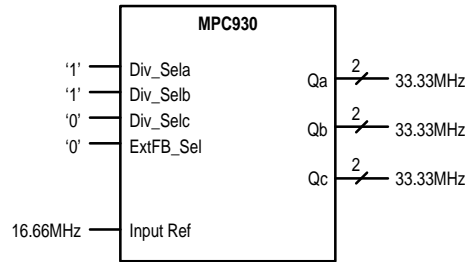 MPC930
‘1’ Div_Sela
‘1’ Div_Selb
‘0’ Div_Selc
‘0’ ExtFB_Sel
16.66MHz Input Ref
Qa 2 33.33MHz
Qb 2 33.33MHz
Qc 2 33.33MHz